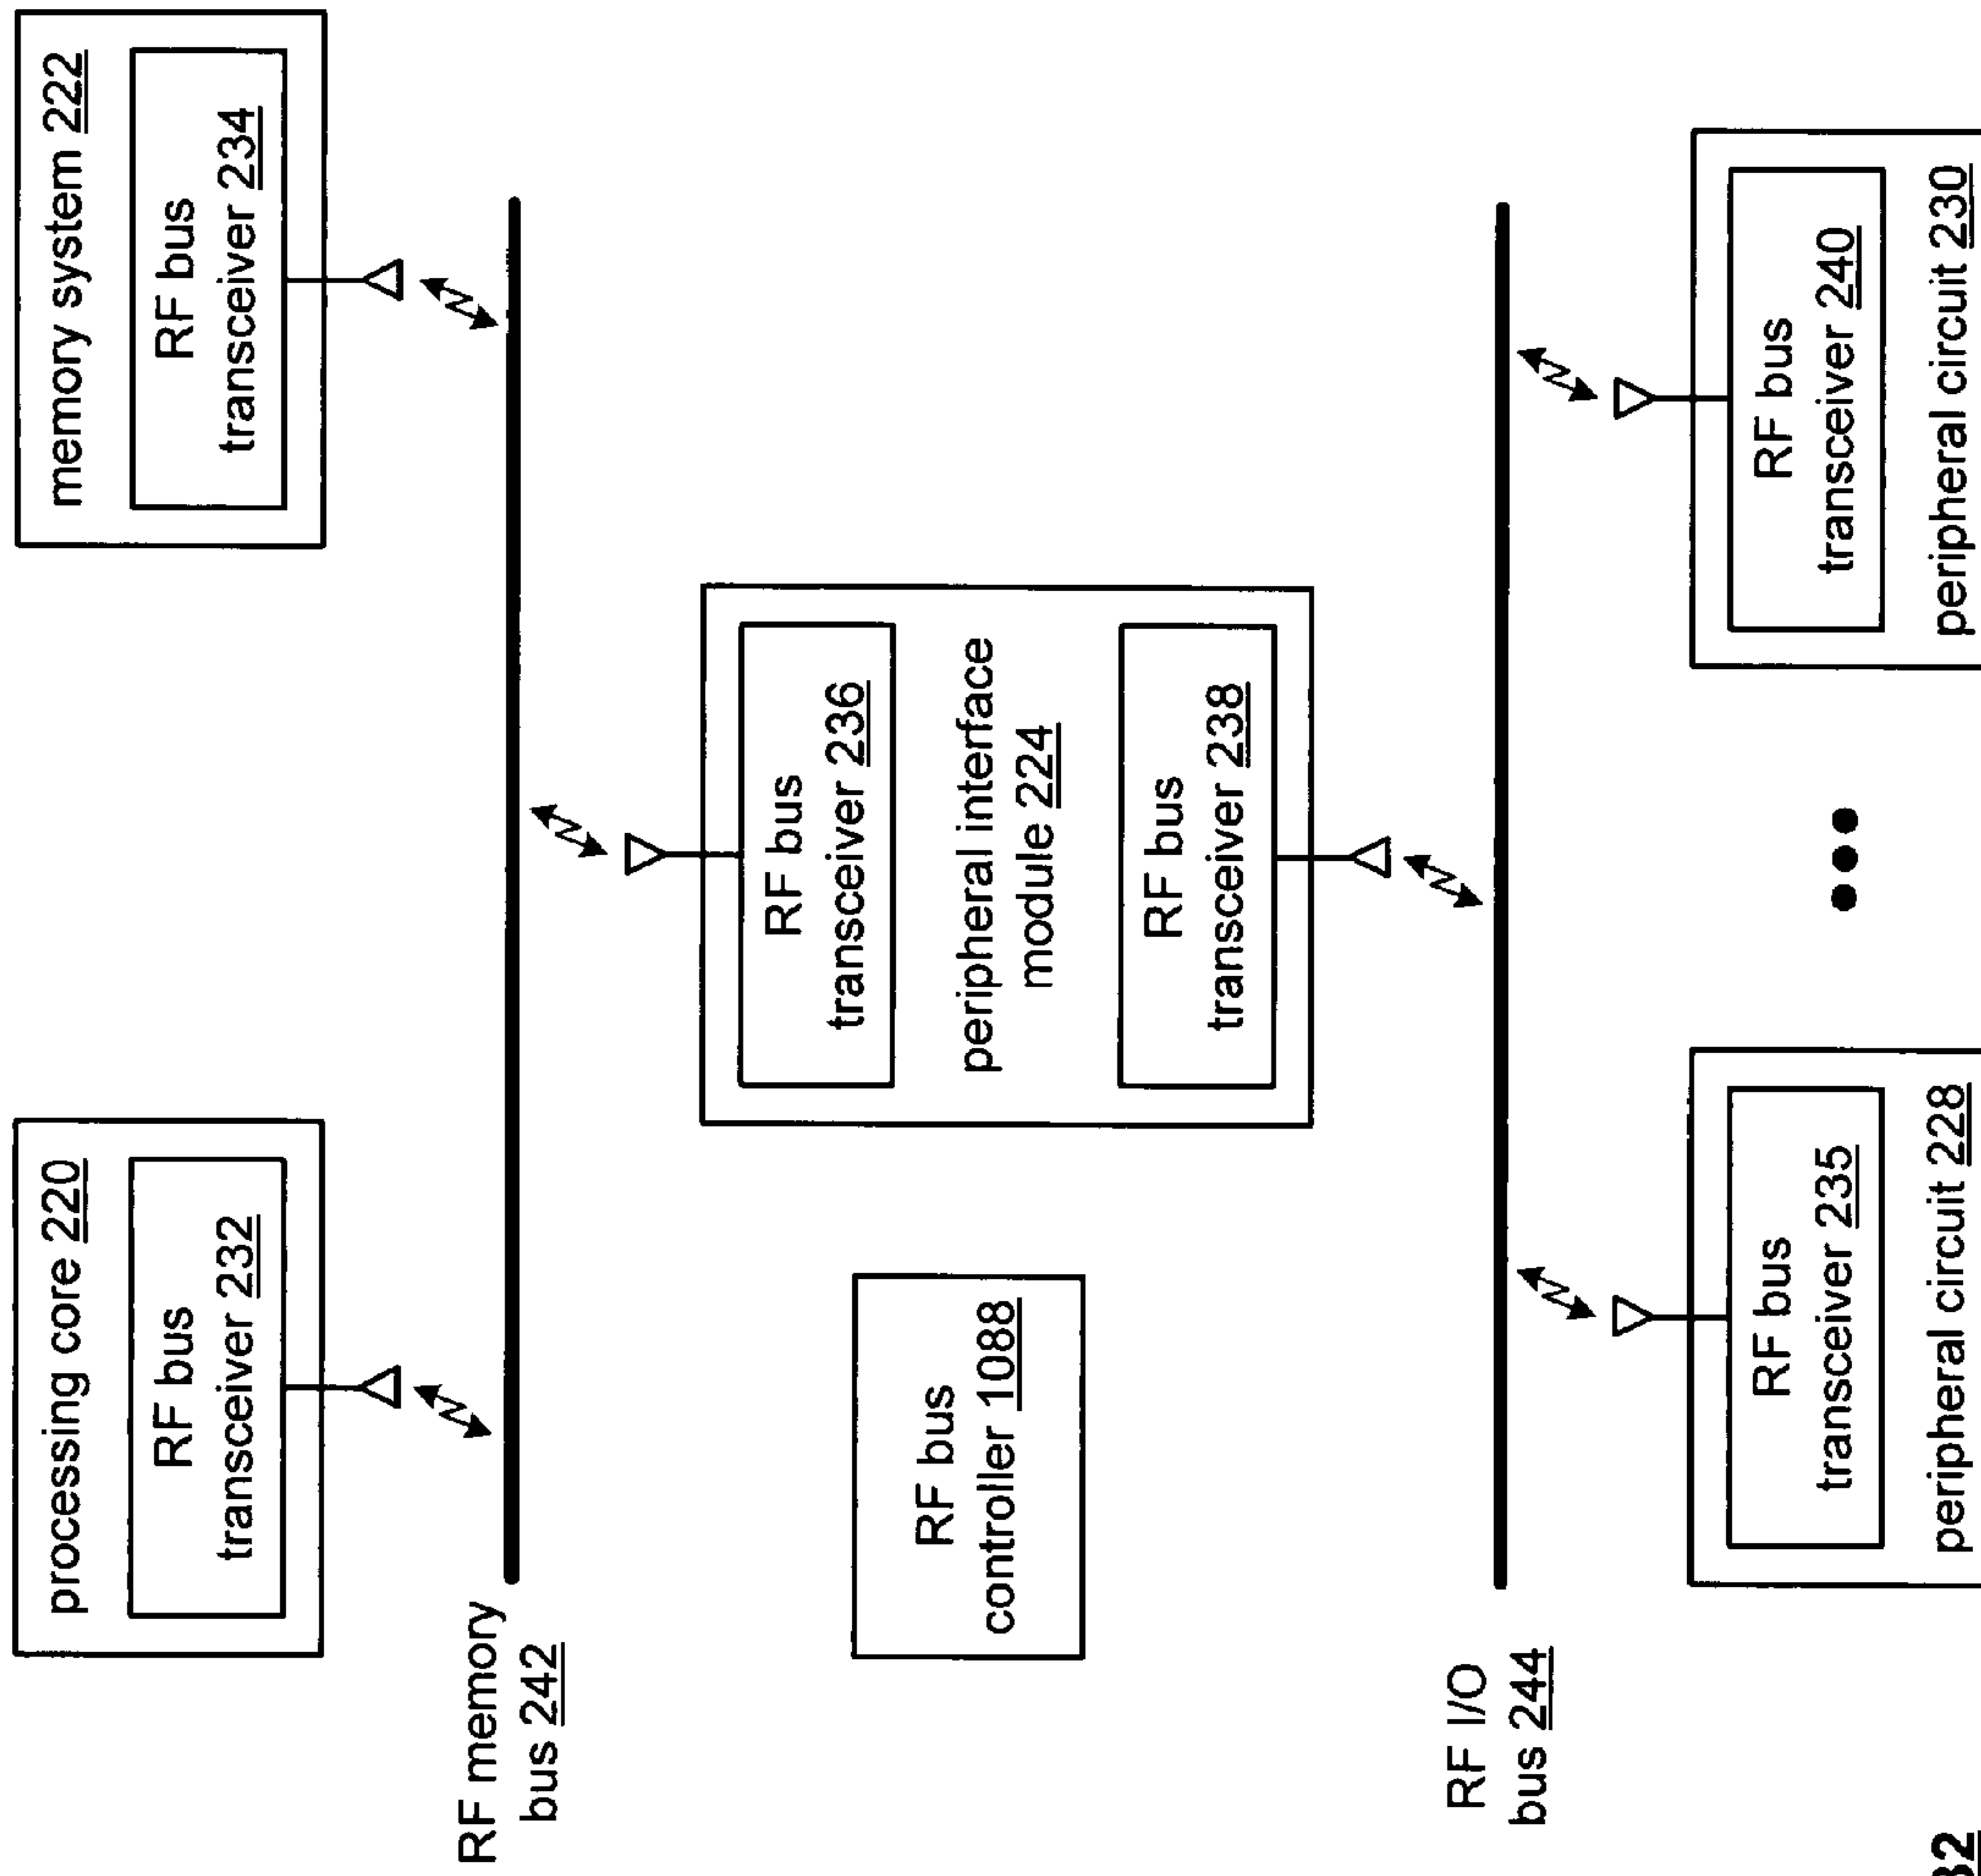 processing core 220
RF bus
transceiver 232
memory system 222
RF bus
transceiver 234
RF memory
bus 242
RF bus
transceiver 236
peripheral interface
module 224
RF bus
transceiver 238
RF bus
controller 1088
RF I/O
bus 244
RF bus
transceiver 235
peripheral circuit 228
RF bus
transceiver 240
peripheral circuit 230